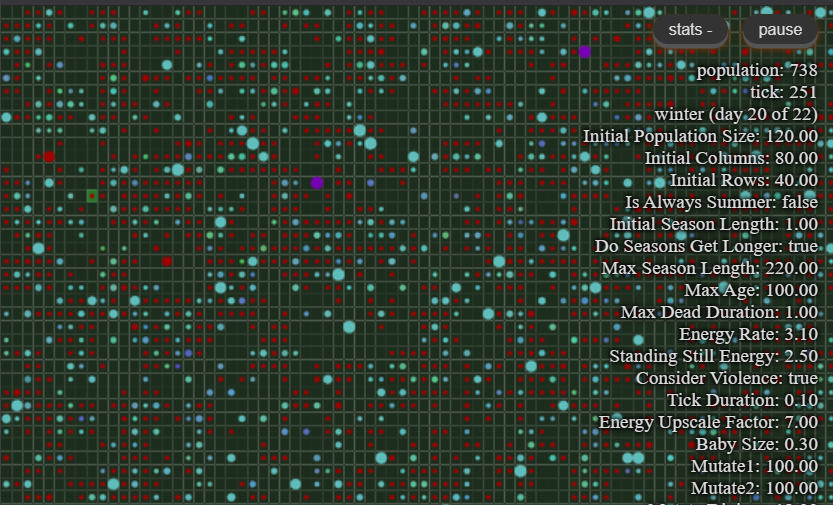 stats - pause
population: 738
tick: 251
winter (day 20 of 22)
Initial Population Size: 120.00
Initial Columns: 80.00
Initial Rows: 40.00
Is Always Summer: false
Initial Season Length: 1.00
Do Seasons Get Longer: true
Max Season Length: 220.00
Max Age: 100.00
Max Dead Duration: 1.00
Energy Rate: 3.10
Standing Still Energy: 2.50
Consider Violence: true
Tick Duration: 0.10
Energy Upscale Factor: 7.00
Baby Size: 0.30
Mutate1: 100.00
Mutate2: 100.00